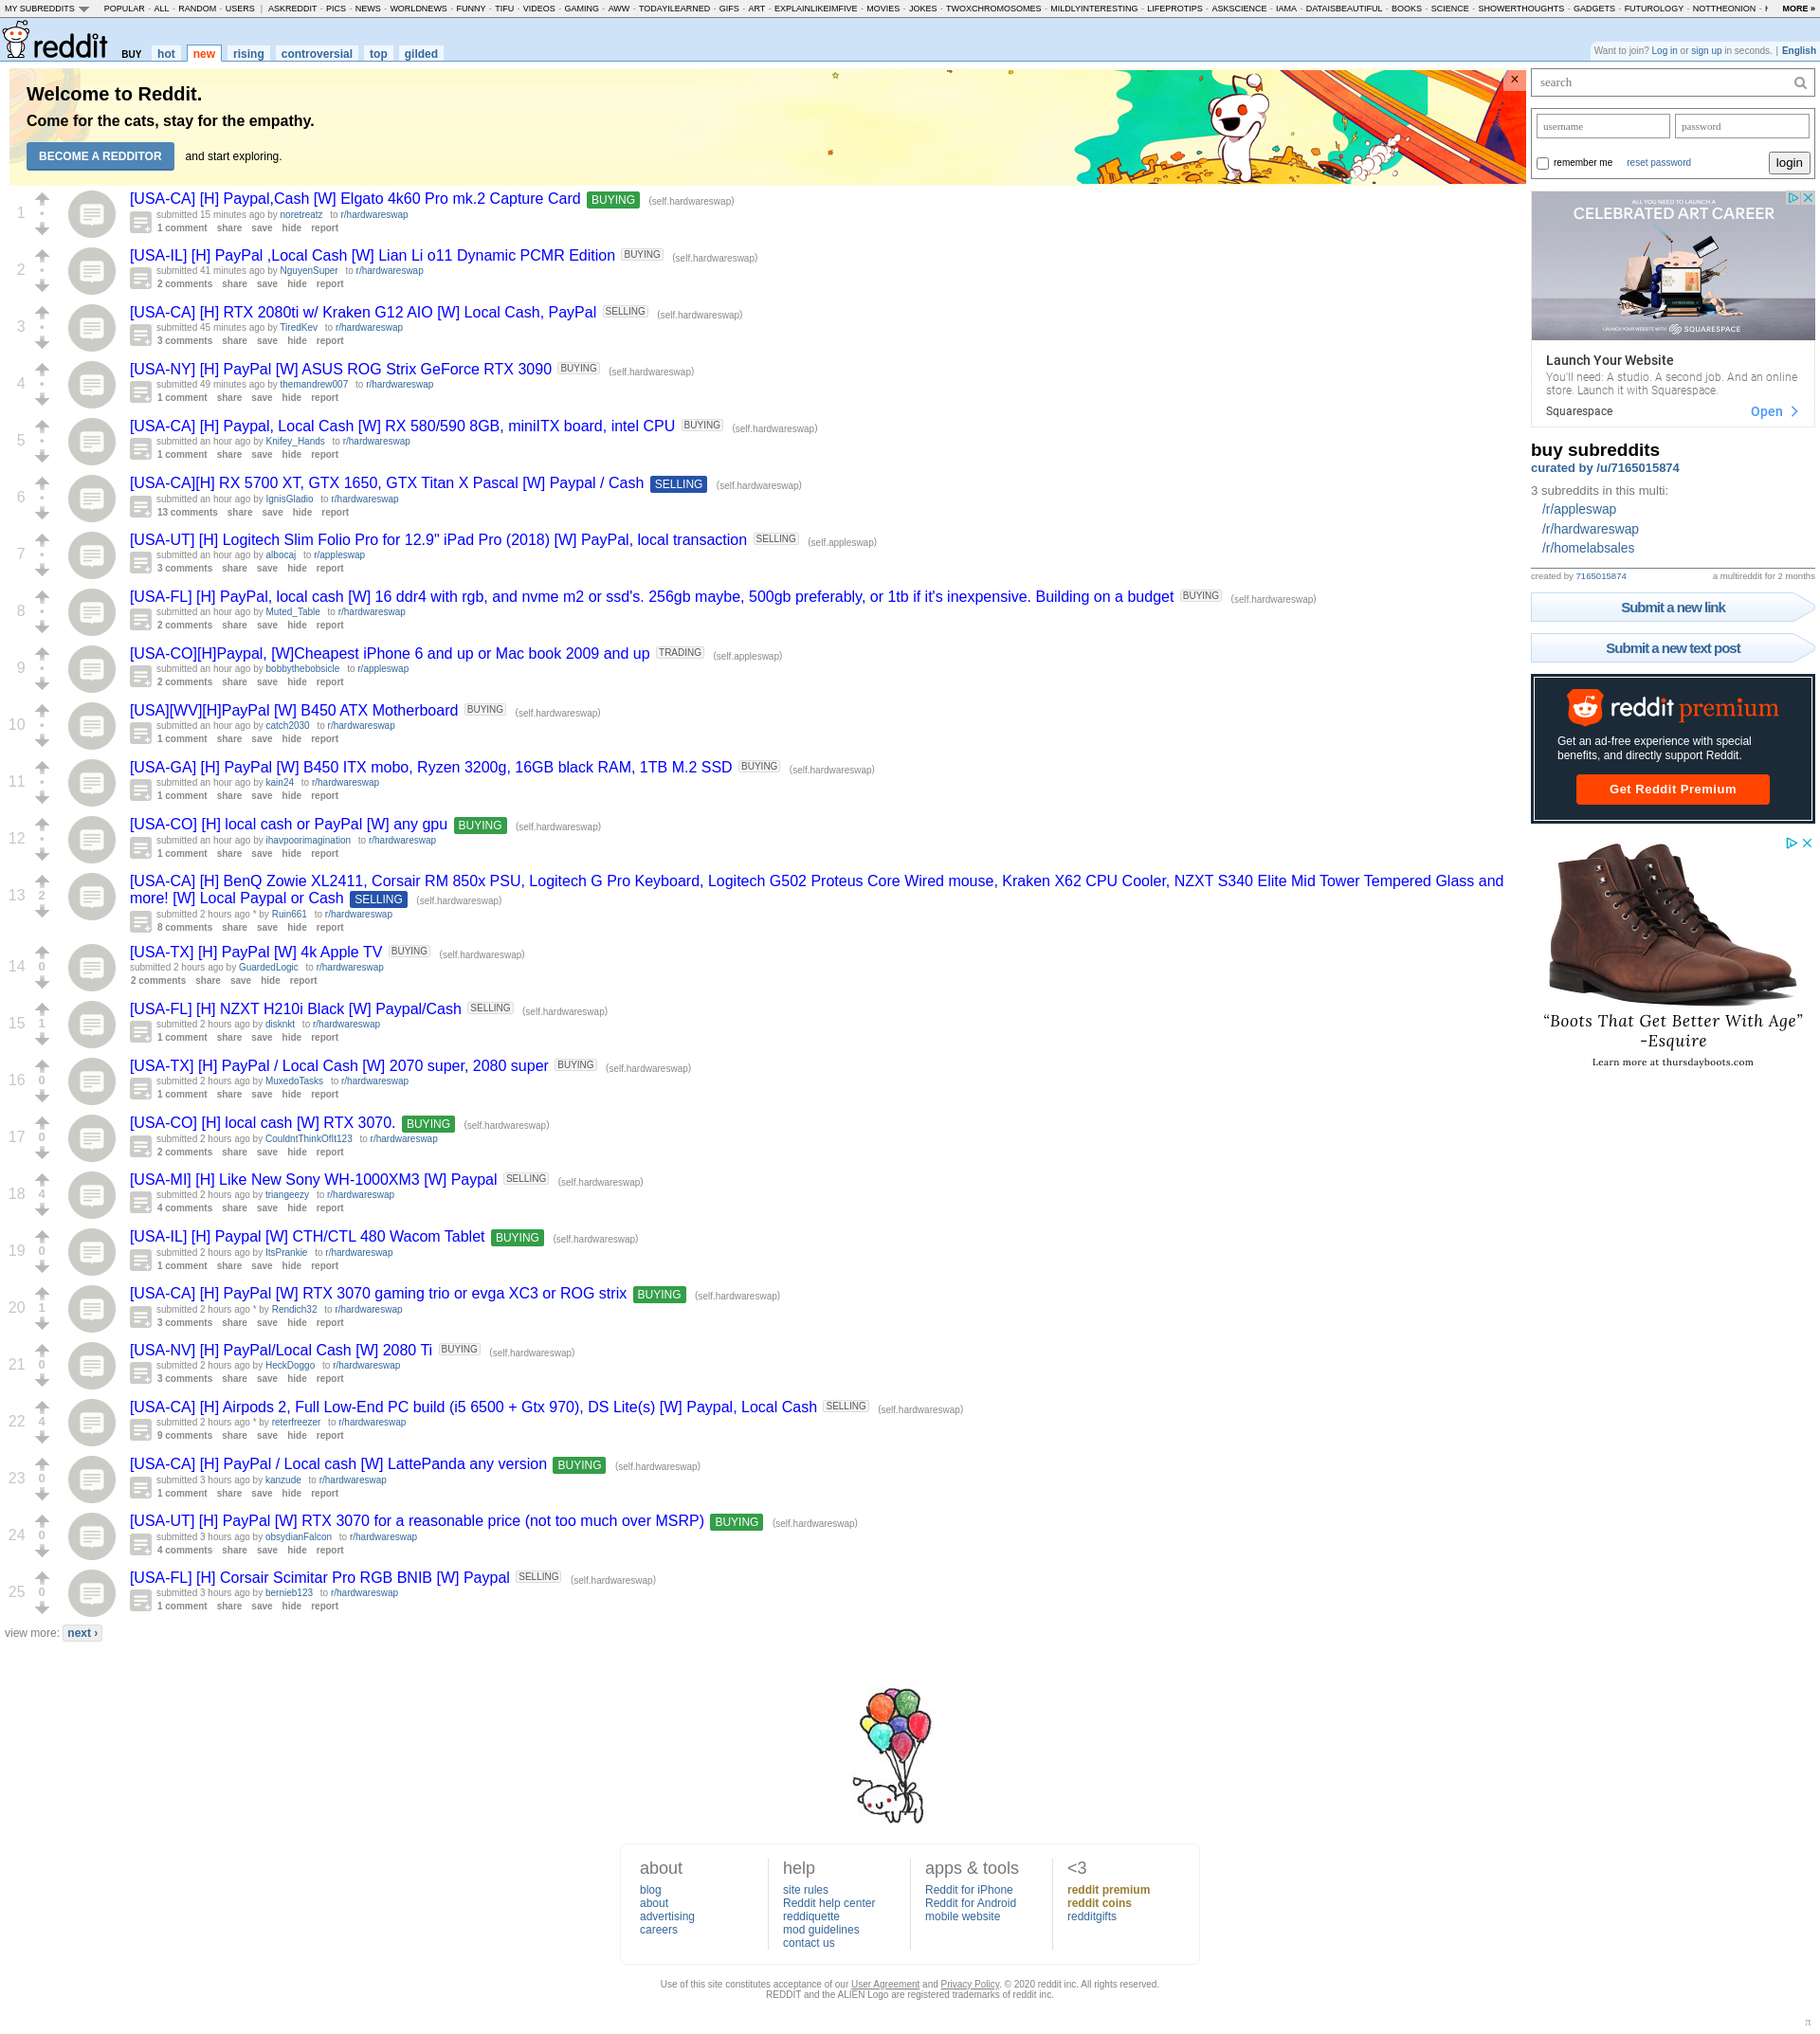 MY SUBREDDITS POPULAR - ALL - RANDOM - USERS | ASKREDDIT - PICS - NEWS - WORLDNEWS - FUNNY - TIFU - VIDEOS - GAMING - AWW - TODAYILEARNED - GIFS - ART - EXPLAINLIKEIMFIVE - MOVIES - JOKES - TWOXCHROMOSOMES - MILDLYINTERESTING - LIFEPROTIPS - ASKSCIENCE - IAMA - DATAISBEAUTIFUL - BOOKS - SCIENCE - SHOWERTHOUGHTS - GADGETS - FUTUROLOGY - NOTTHEONION - MORE »
reddit BUY hot new rising controversial top gilded
Want to join? Log in or sign up in seconds. | English
Welcome to Reddit.
Come for the cats, stay for the empathy.
BECOME A REDDITOR and start exploring.
×
1
[USA-CA] [H] Paypal,Cash [W] Elgato 4k60 Pro mk.2 Capture Card BUYING (self.hardwareswap)
submitted 15 minutes ago by noretreatz to r/hardwareswap
1 comment share save hide report
2
[USA-IL] [H] PayPal ,Local Cash [W] Lian Li o11 Dynamic PCMR Edition BUYING (self.hardwareswap)
submitted 41 minutes ago by NguyenSuper to r/hardwareswap
2 comments share save hide report
3
[USA-CA] [H] RTX 2080ti w/ Kraken G12 AIO [W] Local Cash, PayPal SELLING (self.hardwareswap)
submitted 45 minutes ago by TiredKev to r/hardwareswap
3 comments share save hide report
4
[USA-NY] [H] PayPal [W] ASUS ROG Strix GeForce RTX 3090 BUYING (self.hardwareswap)
submitted 49 minutes ago by themandrew007 to r/hardwareswap
1 comment share save hide report
5
[USA-CA] [H] Paypal, Local Cash [W] RX 580/590 8GB, miniITX board, intel CPU BUYING (self.hardwareswap)
submitted an hour ago by Knifey_Hands to r/hardwareswap
1 comment share save hide report
6
[USA-CA][H] RX 5700 XT, GTX 1650, GTX Titan X Pascal [W] Paypal / Cash SELLING (self.hardwareswap)
submitted an hour ago by IgnisGladio to r/hardwareswap
13 comments share save hide report
7
[USA-UT] [H] Logitech Slim Folio Pro for 12.9" iPad Pro (2018) [W] PayPal, local transaction SELLING (self.appleswap)
submitted an hour ago by albocaj to r/appleswap
3 comments share save hide report
8
[USA-FL] [H] PayPal, local cash [W] 16 ddr4 with rgb, and nvme m2 or ssd's. 256gb maybe, 500gb preferably, or 1tb if it's inexpensive. Building on a budget BUYING (self.hardwareswap)
submitted an hour ago by Muted_Table to r/hardwareswap
2 comments share save hide report
9
[USA-CO][H]Paypal, [W]Cheapest iPhone 6 and up or Mac book 2009 and up TRADING (self.appleswap)
submitted an hour ago by bobbythebobsicle to r/appleswap
2 comments share save hide report
10
[USA][WV][H]PayPal [W] B450 ATX Motherboard BUYING (self.hardwareswap)
submitted an hour ago by catch2030 to r/hardwareswap
1 comment share save hide report
11
[USA-GA] [H] PayPal [W] B450 ITX mobo, Ryzen 3200g, 16GB black RAM, 1TB M.2 SSD BUYING (self.hardwareswap)
submitted an hour ago by kain24 to r/hardwareswap
1 comment share save hide report
12
[USA-CO] [H] local cash or PayPal [W] any gpu BUYING (self.hardwareswap)
submitted an hour ago by ihavpoorimagination to r/hardwareswap
1 comment share save hide report
13 2
[USA-CA] [H] BenQ Zowie XL2411, Corsair RM 850x PSU, Logitech G Pro Keyboard, Logitech G502 Proteus Core Wired mouse, Kraken X62 CPU Cooler, NZXT S340 Elite Mid Tower Tempered Glass and
more! [W] Local Paypal or Cash SELLING (self.hardwareswap)
submitted 2 hours ago * by Ruin661 to r/hardwareswap
8 comments share save hide report
14 0
[USA-TX] [H] PayPal [W] 4k Apple TV BUYING (self.hardwareswap)
submitted 2 hours ago by GuardedLogic to r/hardwareswap
2 comments share save hide report
15 1
[USA-FL] [H] NZXT H210i Black [W] Paypal/Cash SELLING (self.hardwareswap)
submitted 2 hours ago by disknkt to r/hardwareswap
1 comment share save hide report
16 0
[USA-TX] [H] PayPal / Local Cash [W] 2070 super, 2080 super BUYING (self.hardwareswap)
submitted 2 hours ago by MuxedoTasks to r/hardwareswap
1 comment share save hide report
17 0
[USA-CO] [H] local cash [W] RTX 3070. BUYING (self.hardwareswap)
submitted 2 hours ago by CouldntThinkOfIt123 to r/hardwareswap
2 comments share save hide report
18 4
[USA-MI] [H] Like New Sony WH-1000XM3 [W] Paypal SELLING (self.hardwareswap)
submitted 2 hours ago by triangeezy to r/hardwareswap
4 comments share save hide report
19 0
[USA-IL] [H] Paypal [W] CTH/CTL 480 Wacom Tablet BUYING (self.hardwareswap)
submitted 2 hours ago by ItsPrankie to r/hardwareswap
1 comment share save hide report
20 1
[USA-CA] [H] PayPal [W] RTX 3070 gaming trio or evga XC3 or ROG strix BUYING (self.hardwareswap)
submitted 2 hours ago * by Rendich32 to r/hardwareswap
3 comments share save hide report
21 0
[USA-NV] [H] PayPal/Local Cash [W] 2080 Ti BUYING (self.hardwareswap)
submitted 2 hours ago by HeckDoggo to r/hardwareswap
3 comments share save hide report
22 4
[USA-CA] [H] Airpods 2, Full Low-End PC build (i5 6500 + Gtx 970), DS Lite(s) [W] Paypal, Local Cash SELLING (self.hardwareswap)
submitted 2 hours ago * by reterfreezer to r/hardwareswap
9 comments share save hide report
23 0
[USA-CA] [H] PayPal / Local cash [W] LattePanda any version BUYING (self.hardwareswap)
submitted 3 hours ago by kanzude to r/hardwareswap
1 comment share save hide report
24 0
[USA-UT] [H] PayPal [W] RTX 3070 for a reasonable price (not too much over MSRP) BUYING (self.hardwareswap)
submitted 3 hours ago by obsydianFalcon to r/hardwareswap
4 comments share save hide report
25 0
[USA-FL] [H] Corsair Scimitar Pro RGB BNIB [W] Paypal SELLING (self.hardwareswap)
submitted 3 hours ago by bernieb123 to r/hardwareswap
1 comment share save hide report
view more: next ›
search
username password
remember me reset password login
ALL YOU NEED TO LAUNCH A
CELEBRATED ART CAREER
LAUNCH YOUR WEBSITE WITH SQUARESPACE
Launch Your Website
You'll need: A studio. A second job. And an online
store. Launch it with Squarespace.
Squarespace Open
buy subreddits
curated by /u/7165015874
3 subreddits in this multi:
/r/appleswap
/r/hardwareswap
/r/homelabsales
created by 7165015874 a multireddit for 2 months
Submit a new link
Submit a new text post
reddit premium
Get an ad-free experience with special
benefits, and directly support Reddit.
Get Reddit Premium
“Boots That Get Better With Age”
-Esquire
Learn more at thursdayboots.com
about
blog
about
advertising
careers
help
site rules
Reddit help center
reddiquette
mod guidelines
contact us
apps & tools
Reddit for iPhone
Reddit for Android
mobile website
<3
reddit premium
reddit coins
redditgifts
Use of this site constitutes acceptance of our User Agreement and Privacy Policy. © 2020 reddit inc. All rights reserved.
REDDIT and the ALIEN Logo are registered trademarks of reddit inc.
π